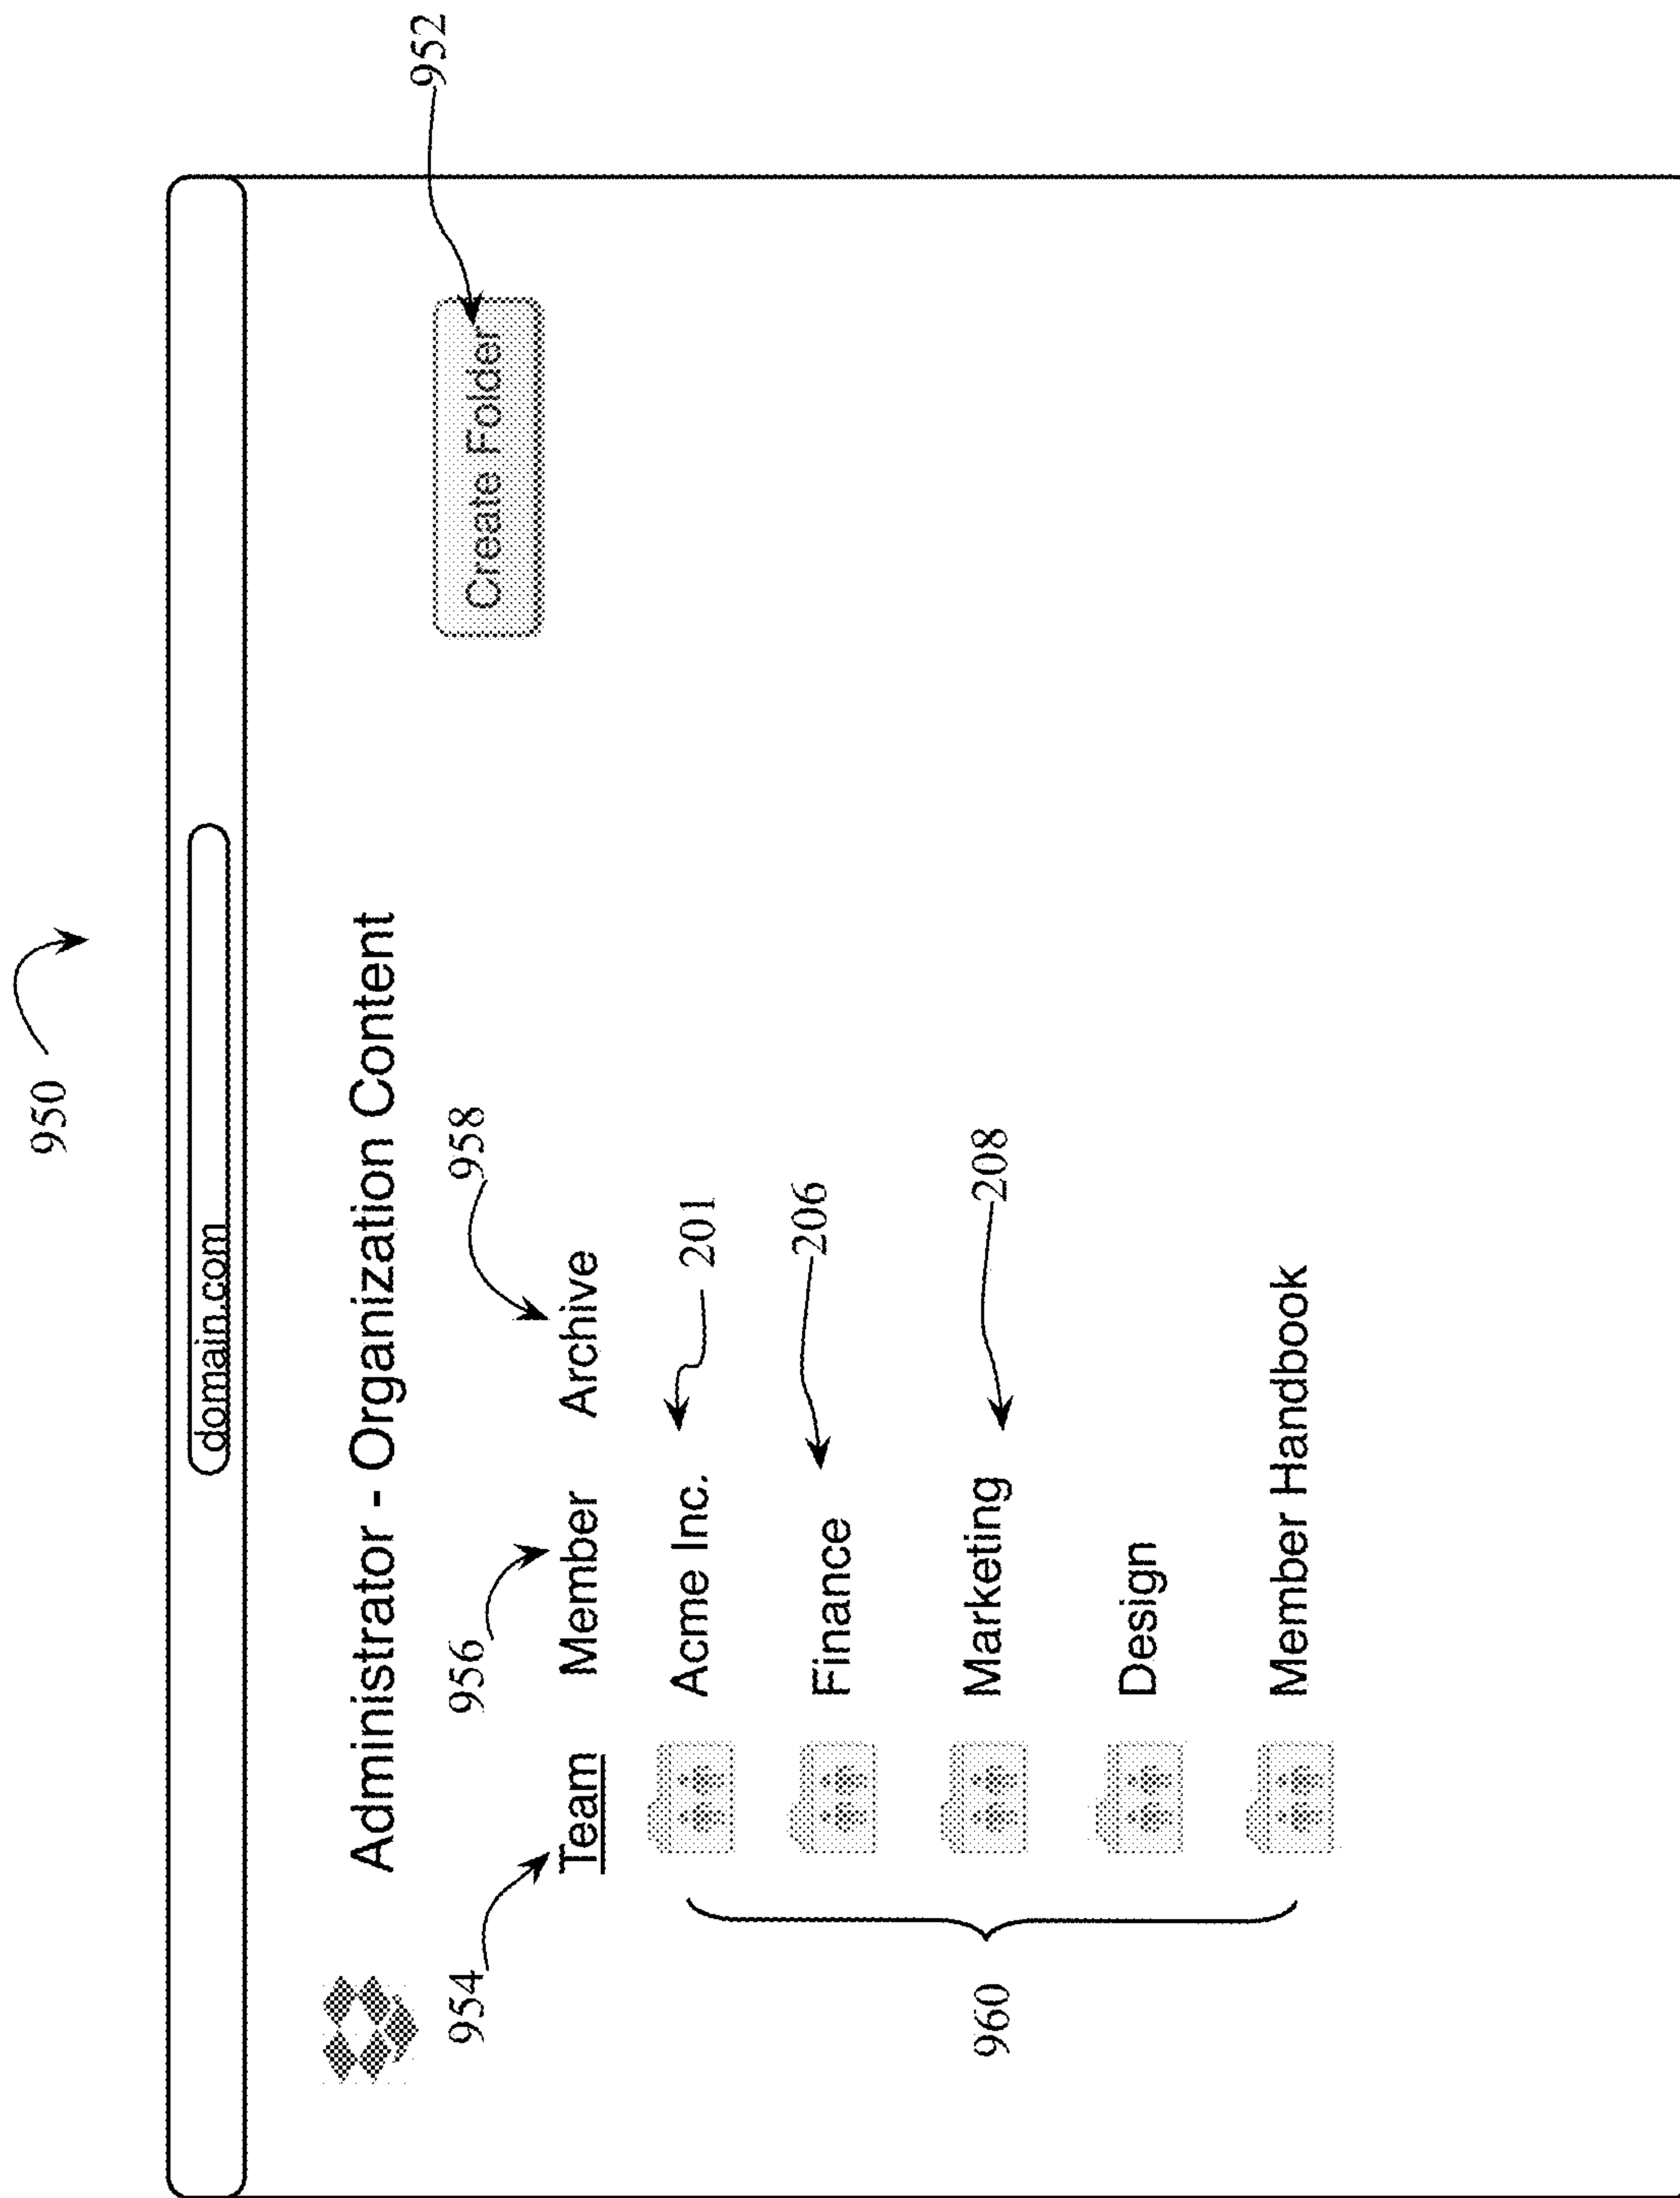 950
952
domain.com
Administrator - Organization Content
Create Folder
954
956
958
Team Member Archive
Acme Inc.
201
Finance
206
Marketing
208
Design
Member Handbook
960